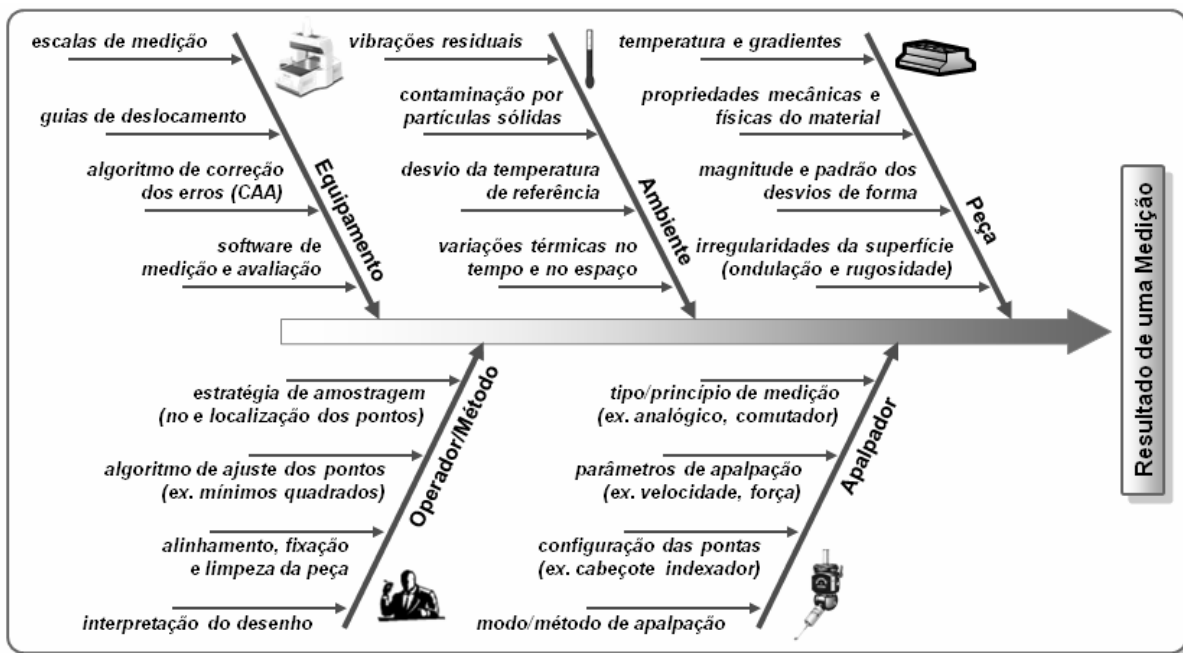 escalas de medição
guias de deslocamento
algoritmo de correção
dos erros (CAA)
software de
medição e avaliação
Equipamento
vibrações residuais
contaminação por
partículas sólidas
desvio da temperatura
de referência
variações térmicas no
tempo e no espaço
Ambiente
temperatura e gradientes
propriedades mecânicas e
físicas do material
magnitude e padrão dos
desvios de forma
irregularidades da superfície
(ondulação e rugosidade)
Peça
estratégia de amostragem
(no e localização dos pontos)
algoritmo de ajuste dos pontos
(ex. mínimos quadrados)
alinhamento, fixação
e limpeza da peça
interpretação do desenho
Operador/Método
tipo/princípio de medição
(ex. analógico, comutador)
parâmetros de apalpação
(ex. velocidade, força)
configuração das pontas
(ex. cabeçote indexador)
modo/método de apalpação
Apalpador
Resultado de uma Medição